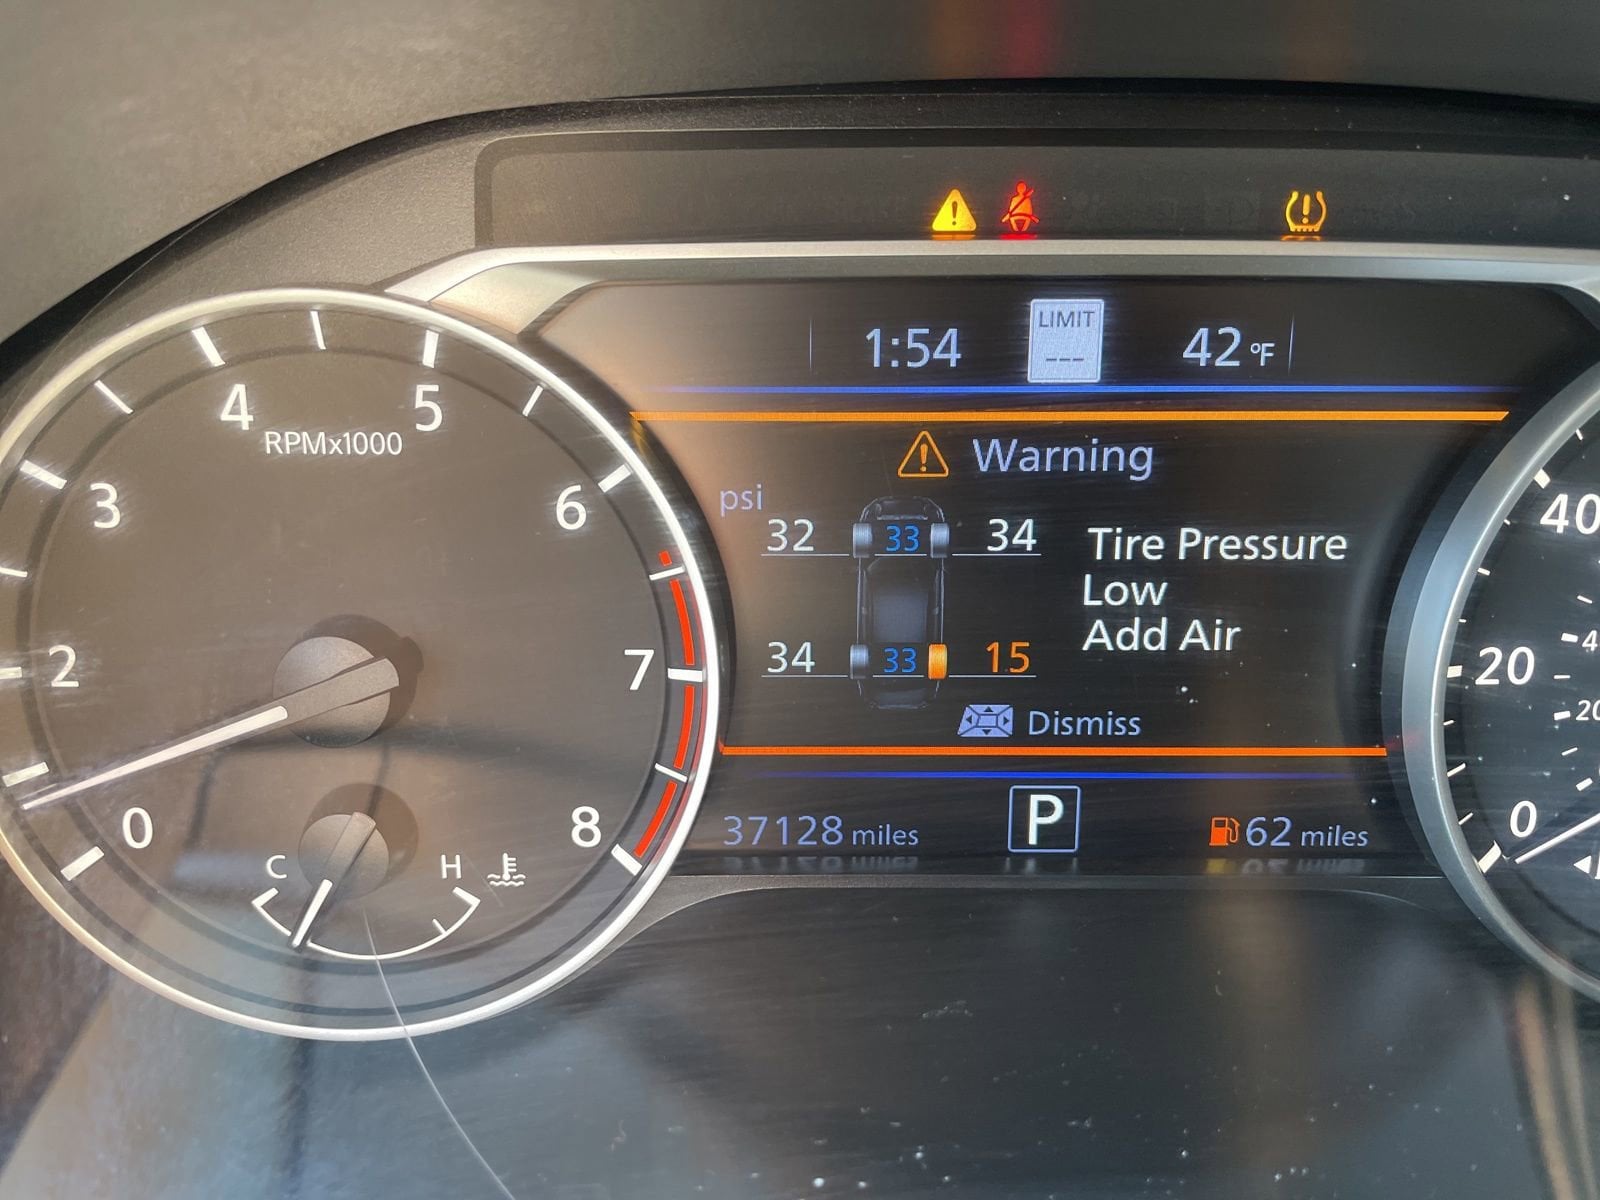 1:54
LIMIT
---
42 °F
Warning
psi
32 33 34
34 33 15
Tire Pressure
Low
Add Air
Dismiss
37128 miles
P
62 miles
0
2
3
4
5
6
7
8
RPMx1000
C
H
0
20
40
20